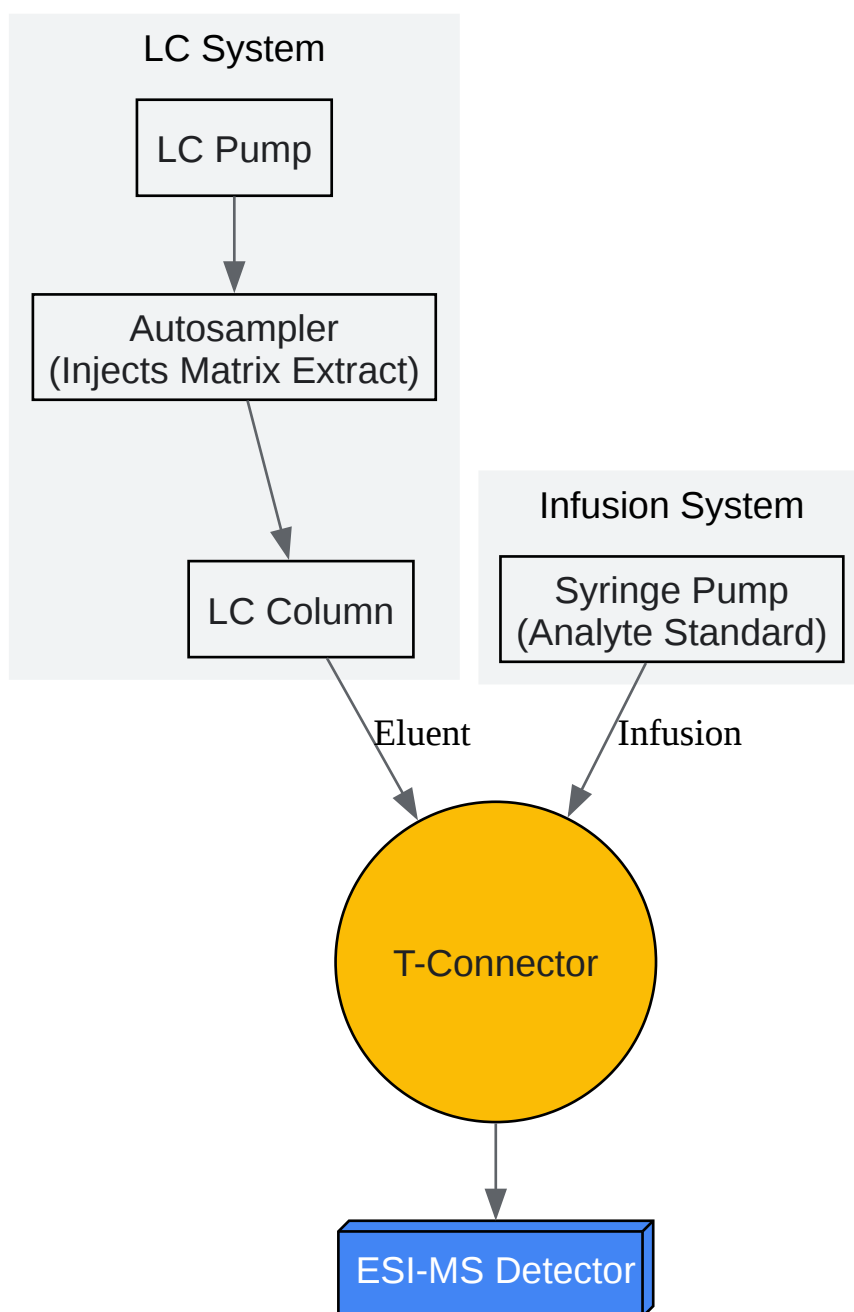 LC System
LC Pump
Autosampler
(Injects Matrix Extract)
LC Column
Infusion System
Syringe Pump
(Analyte Standard)
Eluent
Infusion
T-Connector
ESI-MS Detector